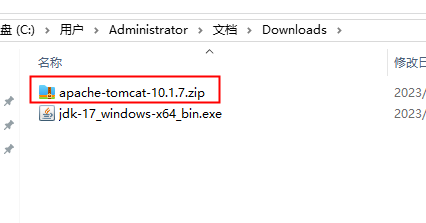 盘 (C:) 用户 Administrator 文档 Downloads
名称 修改日
apache-tomcat-10.1.7.zip 2023/
jdk-17_windows-x64_bin.exe 2023/